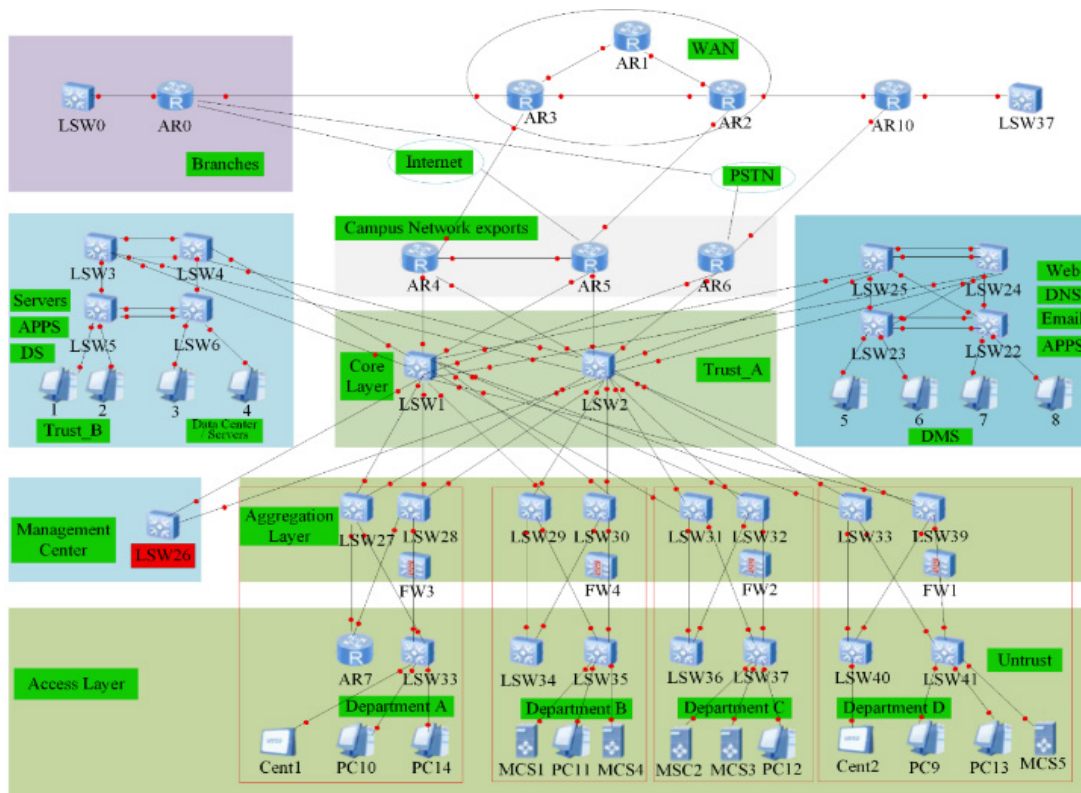 WAN
AR1
LSW0
AR0
AR3
AR2
AR10
LSW37
Branches
Internet
PSTN
Campus Network exports
LSW3
LSW4
AR4
AR5
AR6
LSW25
LSW24
Web
Servers
DNS
APPS
LSW5
LSW6
Core
Layer
Trust_A
LSW23
LSW22
Email
DS
LSW1
LSW2
APPS
1
2
3
4
5
6
7
8
Trust_B
Data Center
/ Servers
DMS
Management
Center
LSW26
Aggregation
Layer
LSW27
LSW28
LSW29
LSW30
LSW31
LSW32
LSW33
LSW39
FW3
FW4
FW2
FW1
Access Layer
AR7
LSW33
LSW34
LSW35
LSW36
LSW37
LSW40
LSW41
Untrust
Department A
Department B
Department C
Department D
Cent1
PC10
PC14
MCS1
PC11
MCS4
MSC2
MCS3
PC12
Cent2
PC9
PC13
MCS5